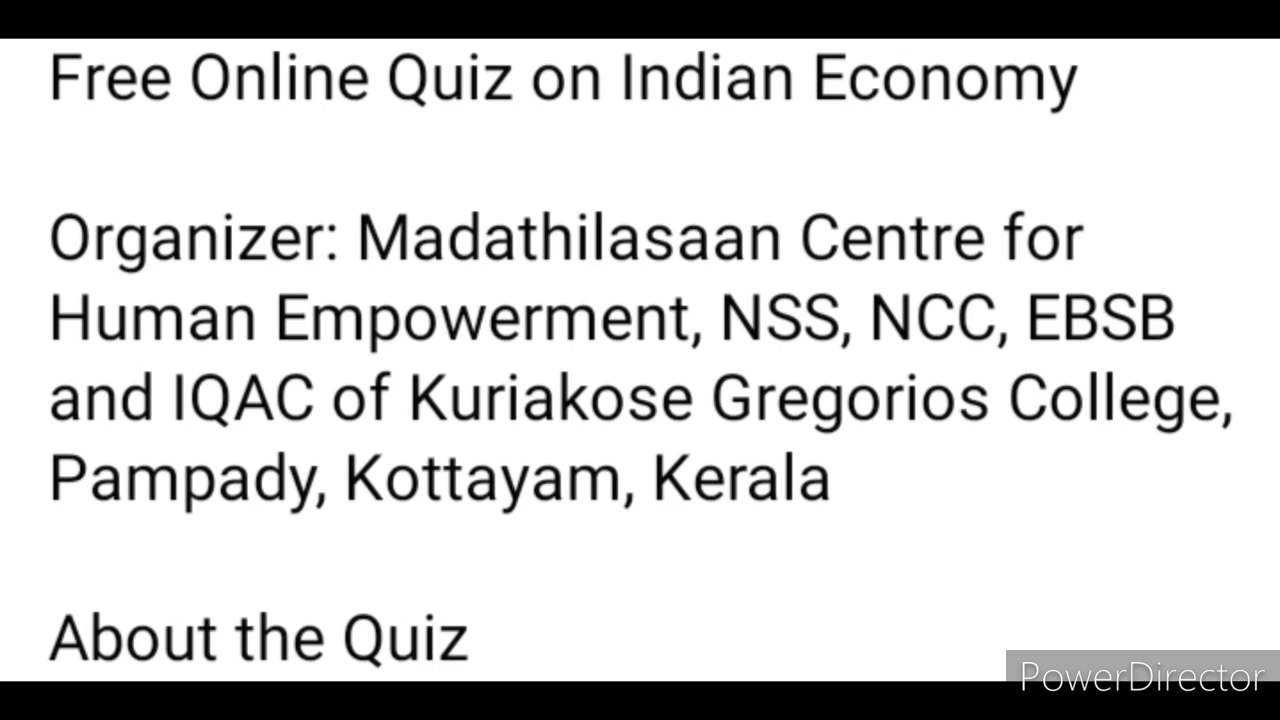 Free Online Quiz on Indian Economy
Organizer: Madathilasaan Centre for
Human Empowerment, NSS, NCC, EBSB
and IQAC of Kuriakose Gregorios College,
Pampady, Kottayam, Kerala
About the Quiz
PowerDirector